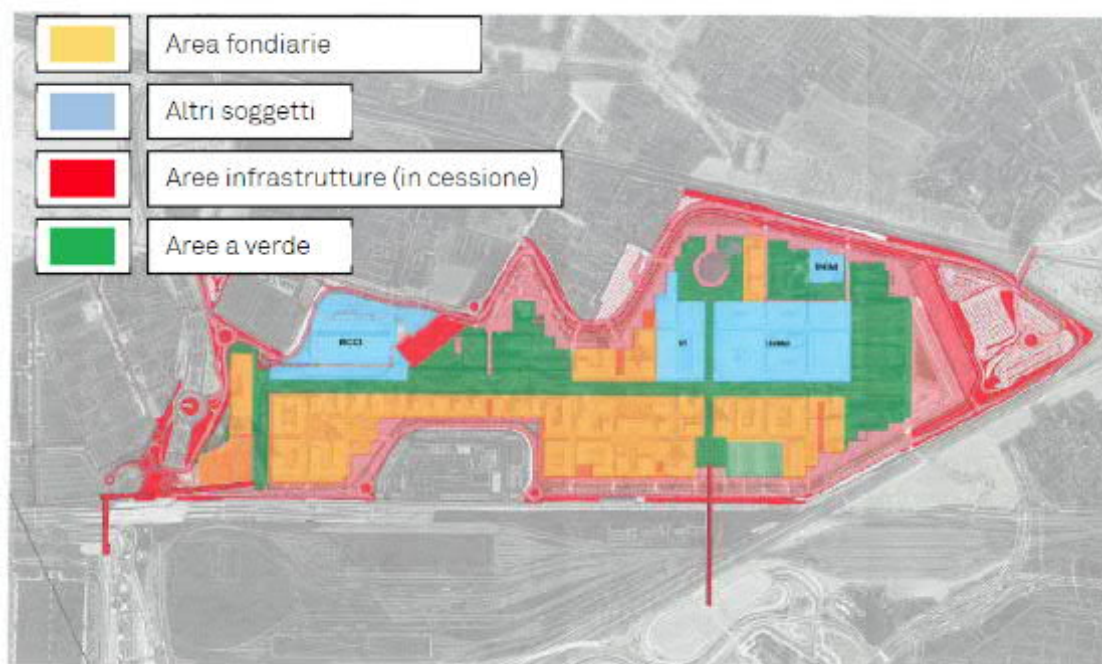 Area fondiarie
Altri soggetti
Aree infrastrutture (in cessione)
Aree a verde